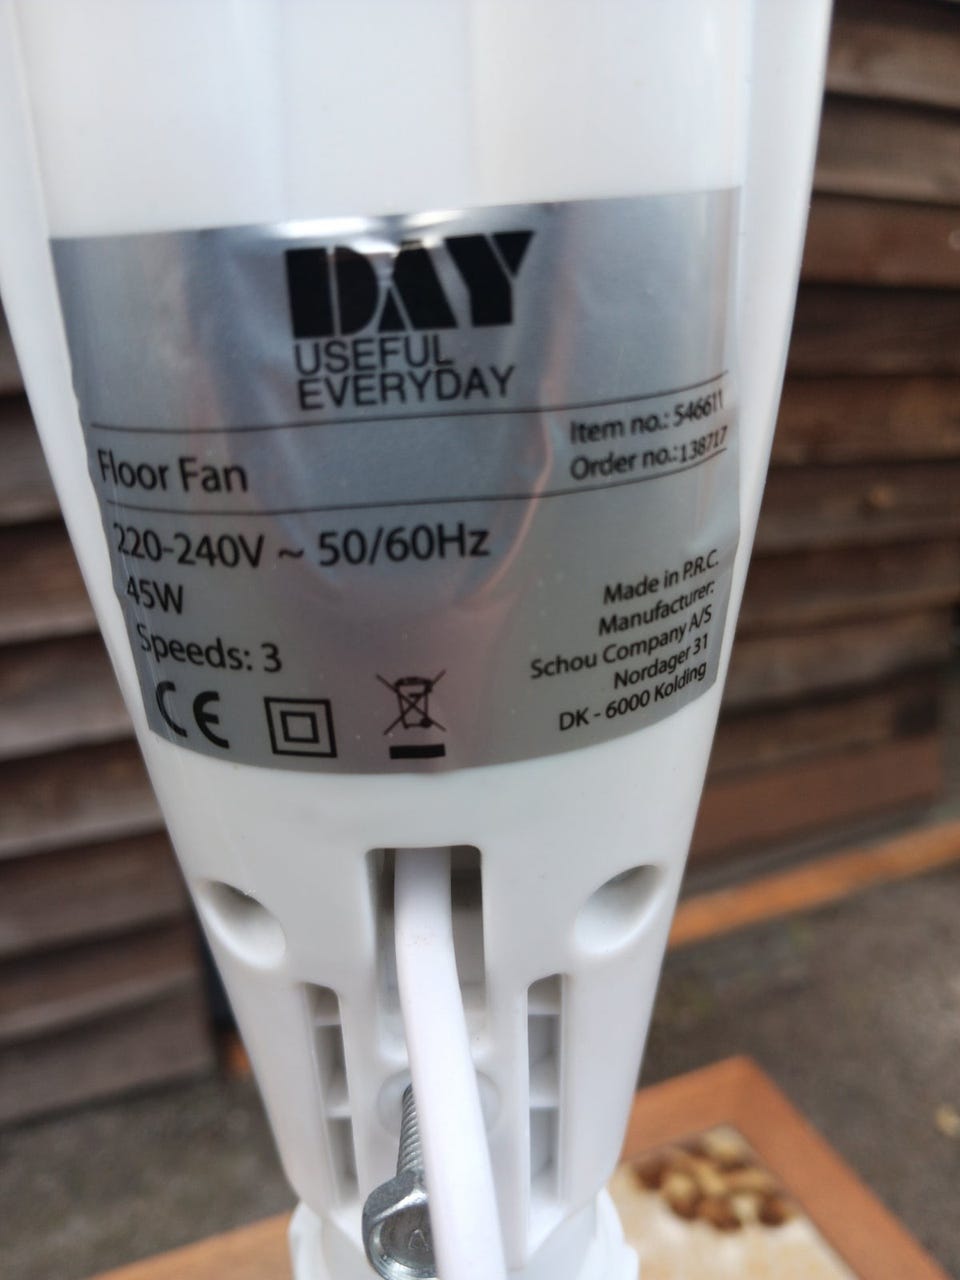 DAY
USEFUL
EVERYDAY
Floor Fan
Item no.: 546611
Order no.:138717
220-240V ~ 50/60Hz
45W
Speeds: 3
CE
Made in P.R.C.
Manufacturer:
Schou Company A/S
Nordager 31
DK - 6000 Kolding